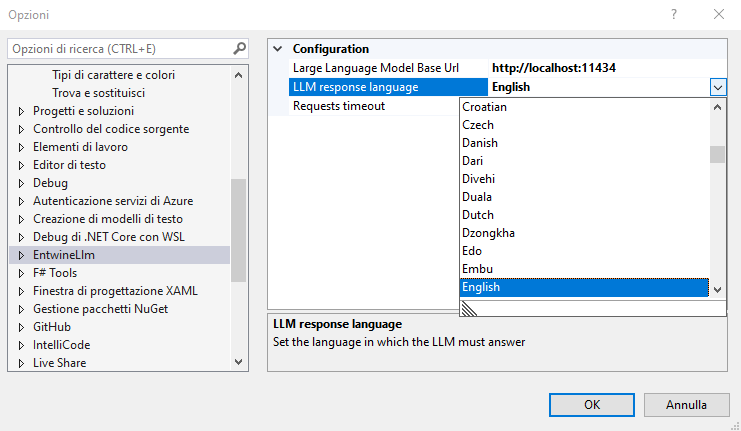 Opzioni
?
Opzioni di ricerca (CTRL+E)
Tipi di carattere e colori
Trova e sostituisci
Progetti e soluzioni
Controllo del codice sorgente
Elementi di lavoro
Editor di testo
Debug
Autenticazione servizi di Azure
Creazione di modelli di testo
Debug di .NET Core con WSL
EntwineLlm
F# Tools
Finestra di progettazione XAML
Gestione pacchetti NuGet
GitHub
IntelliCode
Live Share
Configuration
Large Language Model Base Url http://localhost:11434
LLM response language English
Requests timeout
Croatian
Czech
Danish
Dari
Divehi
Duala
Dutch
Dzongkha
Edo
Embu
English
LLM response language
Set the language in which the LLM must answer
OK
Annulla